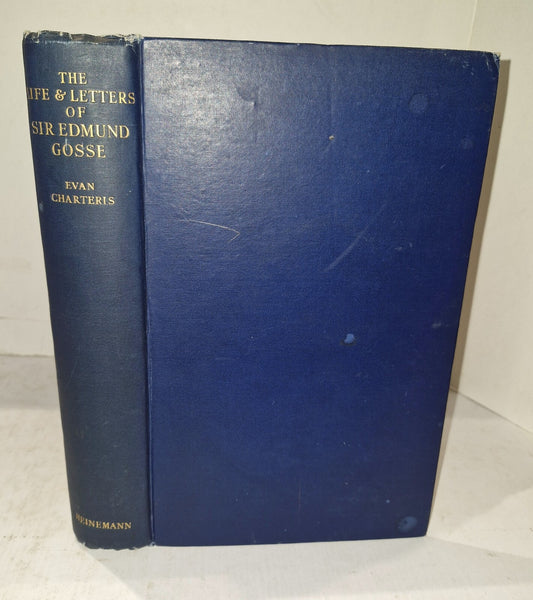 THE
LIFE & LETTERS
OF
SIR EDMUND
GOSSE
EVAN
CHARTERIS
HEINEMANN